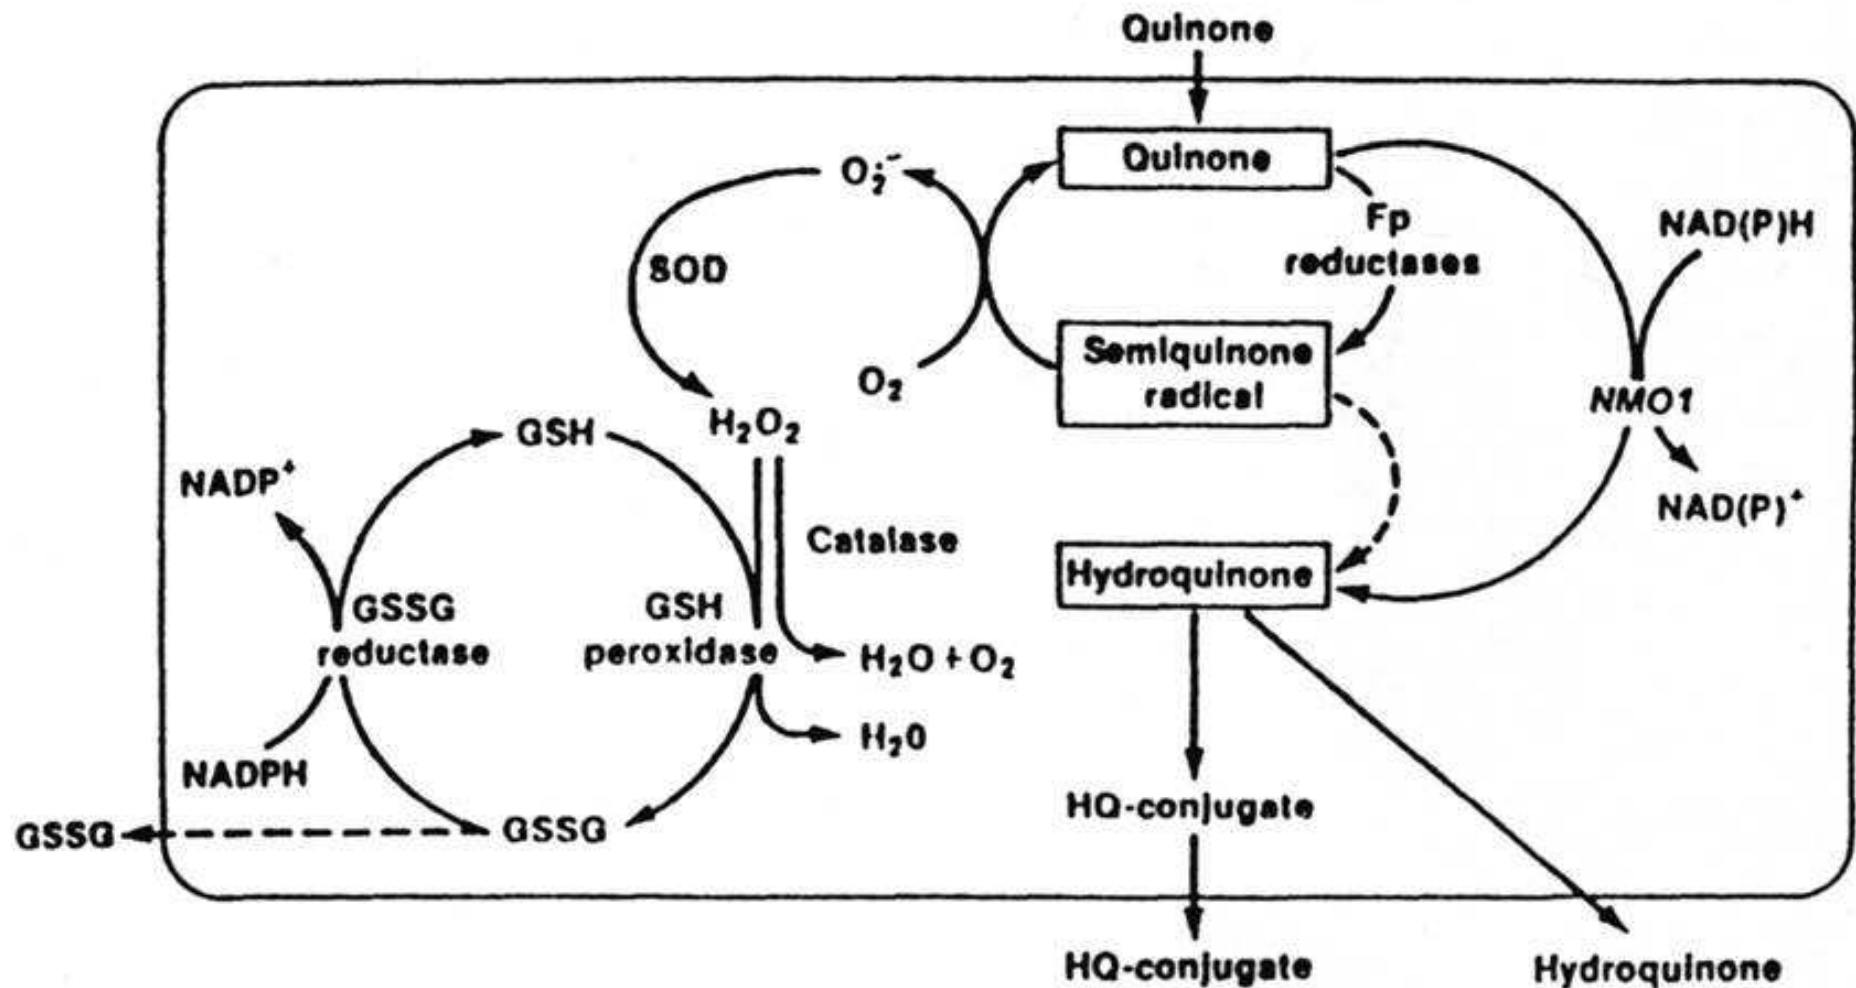 Quinone
Quinone
O₂·⁻
Fp
reductases
NAD(P)H
SOD
Semiquinone
radical
O₂
NMO1
H₂O₂
GSH
NADP⁺
NAD(P)⁺
Catalase
Hydroquinone
GSSG
reductase
GSH
peroxidase
H₂O + O₂
H₂0
NADPH
HQ-conjugate
GSSG
GSSG
HQ-conjugate
Hydroquinone